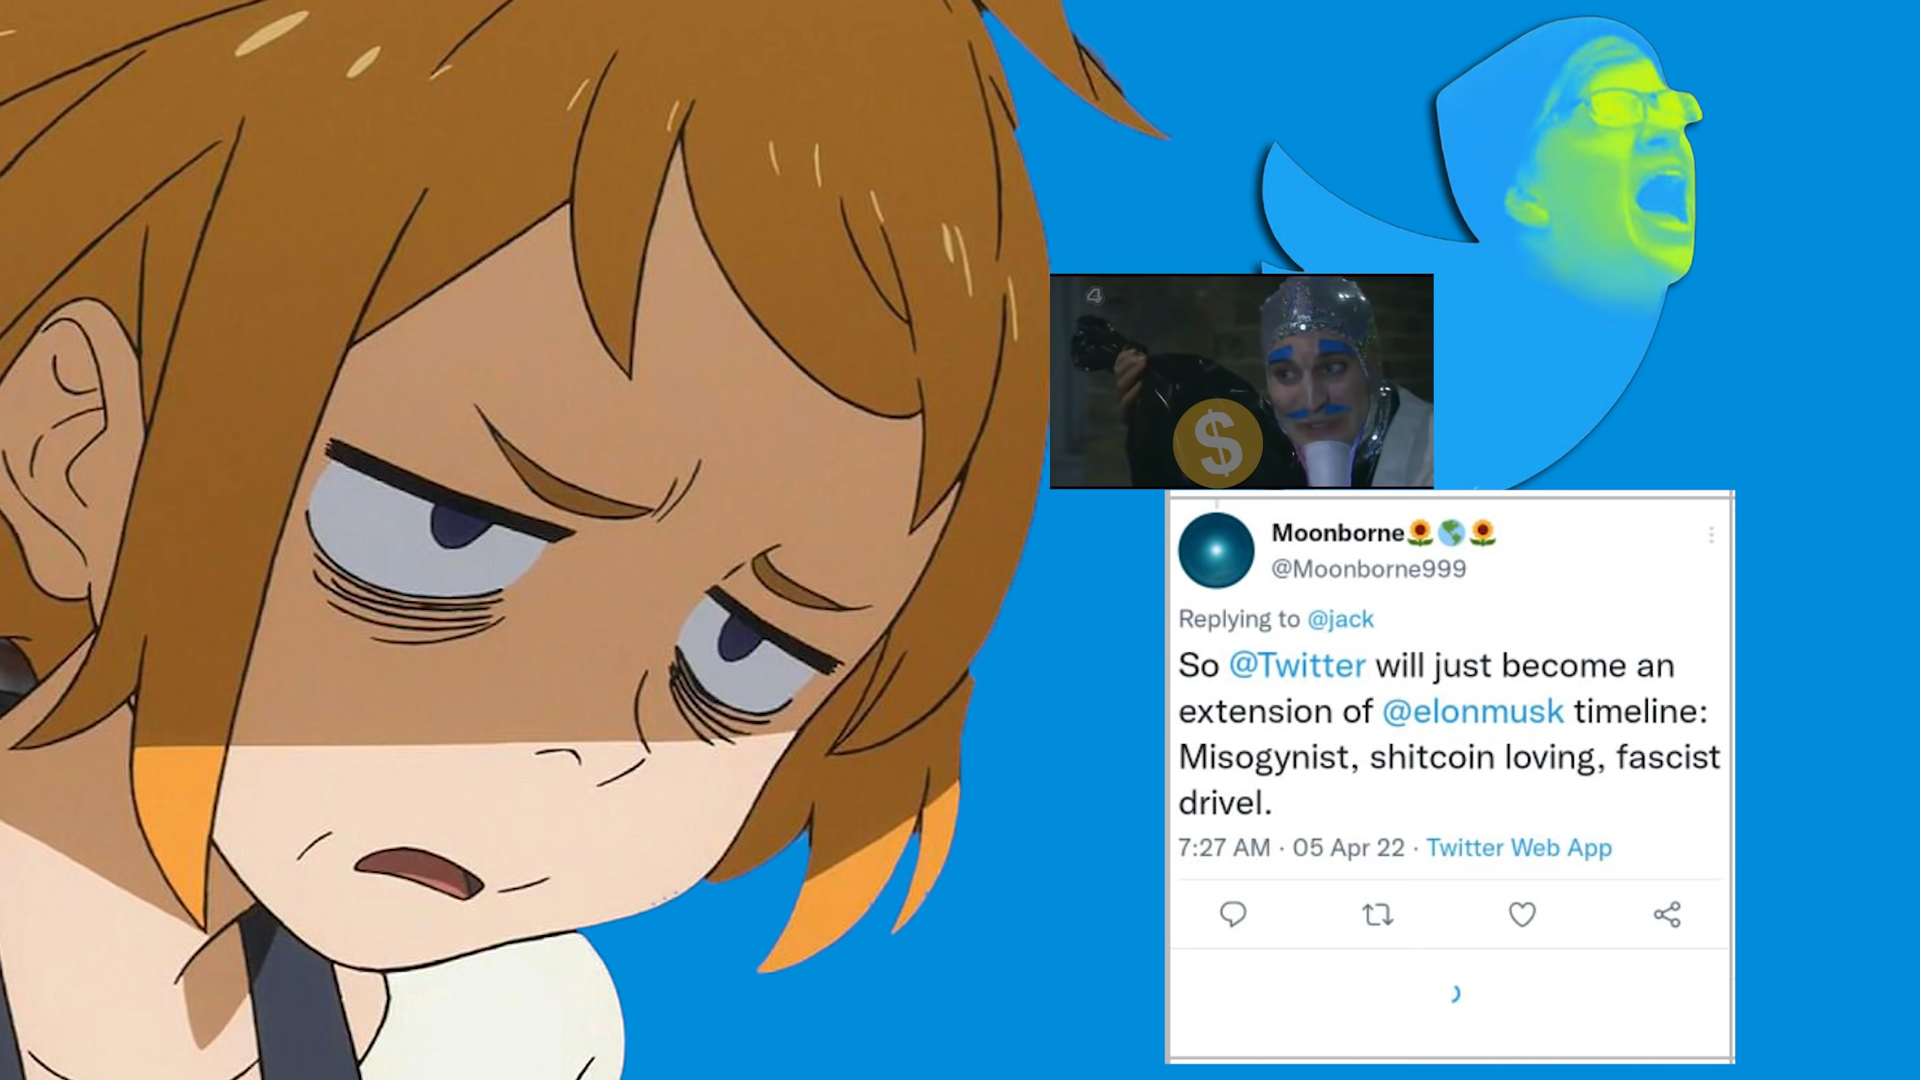 4
$
Moonborne🌻🌎🌻
@Moonborne999
Replying to @jack
So @Twitter will just become an
extension of @elonmusk timeline:
Misogynist, shitcoin loving, fascist
drivel.
7:27 AM · 05 Apr 22 · Twitter Web App